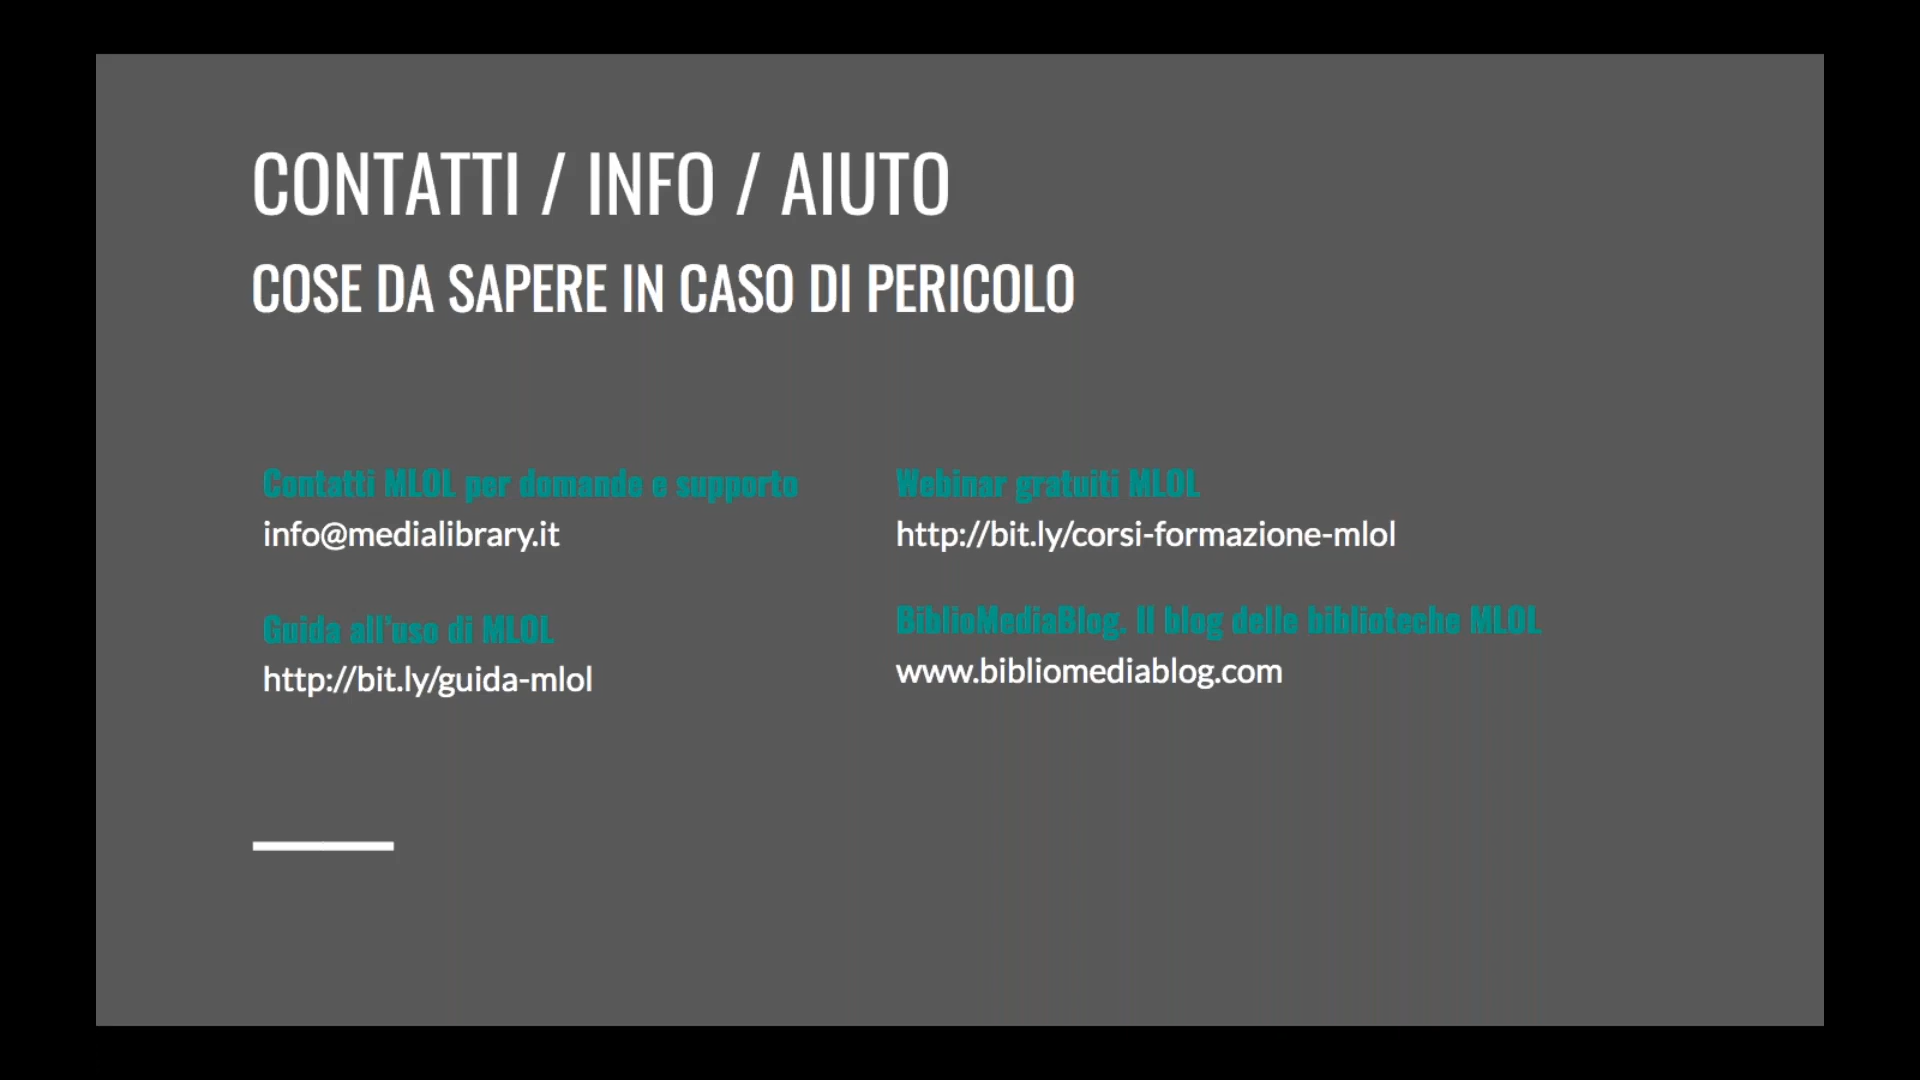 CONTATTI / INFO / AIUTO
COSE DA SAPERE IN CASO DI PERICOLO
Contatti MLOL per domande e supporto
info@medialibrary.it
Guida all'uso di MLOL
http://bit.ly/guida-mlol
Webinar gratuiti MLOL
http://bit.ly/corsi-formazione-mlol
BiblioMediaBlog. Il blog delle biblioteche MLOL
www.bibliomediablog.com